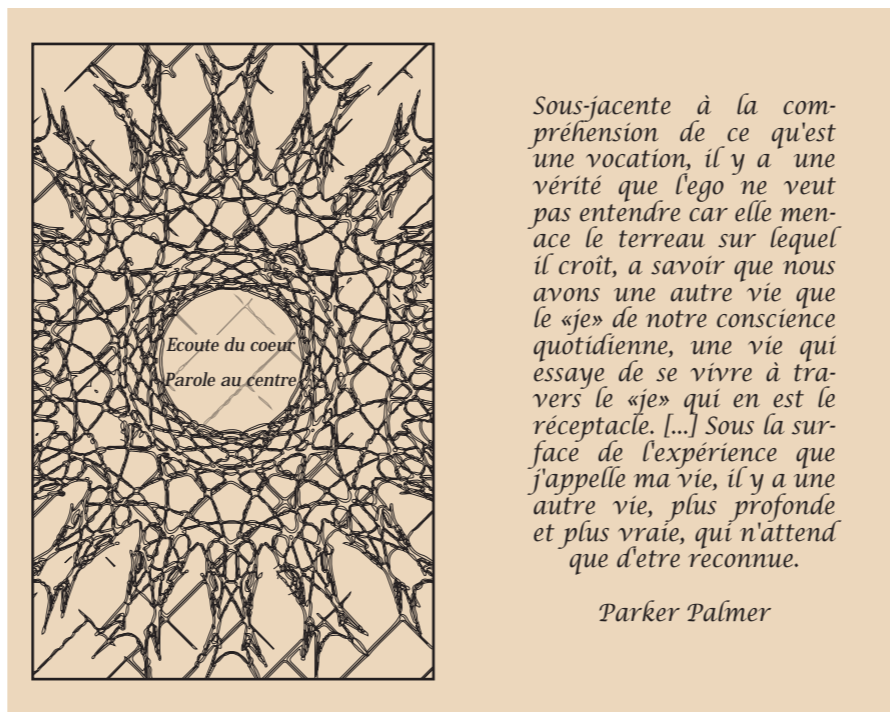 Ecoute du coeur
Parole au centre
Sous-jacente à la com-
préhension de ce qu'est
une vocation, il y a une
vérité que l'ego ne veut
pas entendre car elle men-
ace le terreau sur lequel
il croît, a savoir que nous
avons une autre vie que
le «je» de notre conscience
quotidienne, une vie qui
essaye de se vivre à tra-
vers le «je» qui en est le
réceptacle. [...] Sous la sur-
face de l'expérience que
j'appelle ma vie, il y a une
autre vie, plus profonde
et plus vraie, qui n'attend
que d'etre reconnue.
Parker Palmer